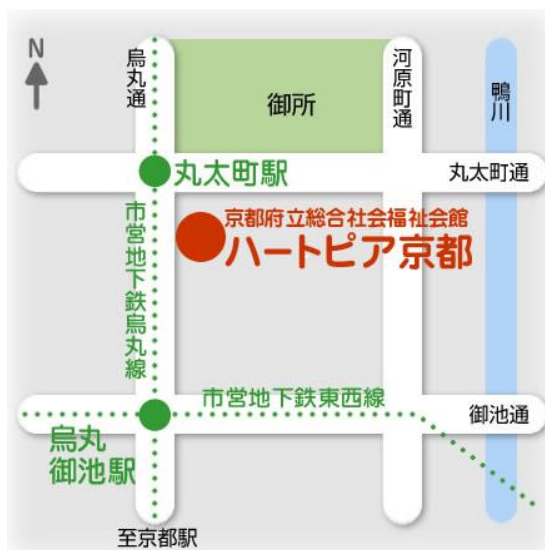 N
烏丸通
御所
河原町通
鴨川
丸太町駅
丸太町通
市営地下鉄烏丸線
京都府立総合社会福祉会館
ハートピア京都
市営地下鉄東西線
御池通
烏丸
御池駅
至京都駅